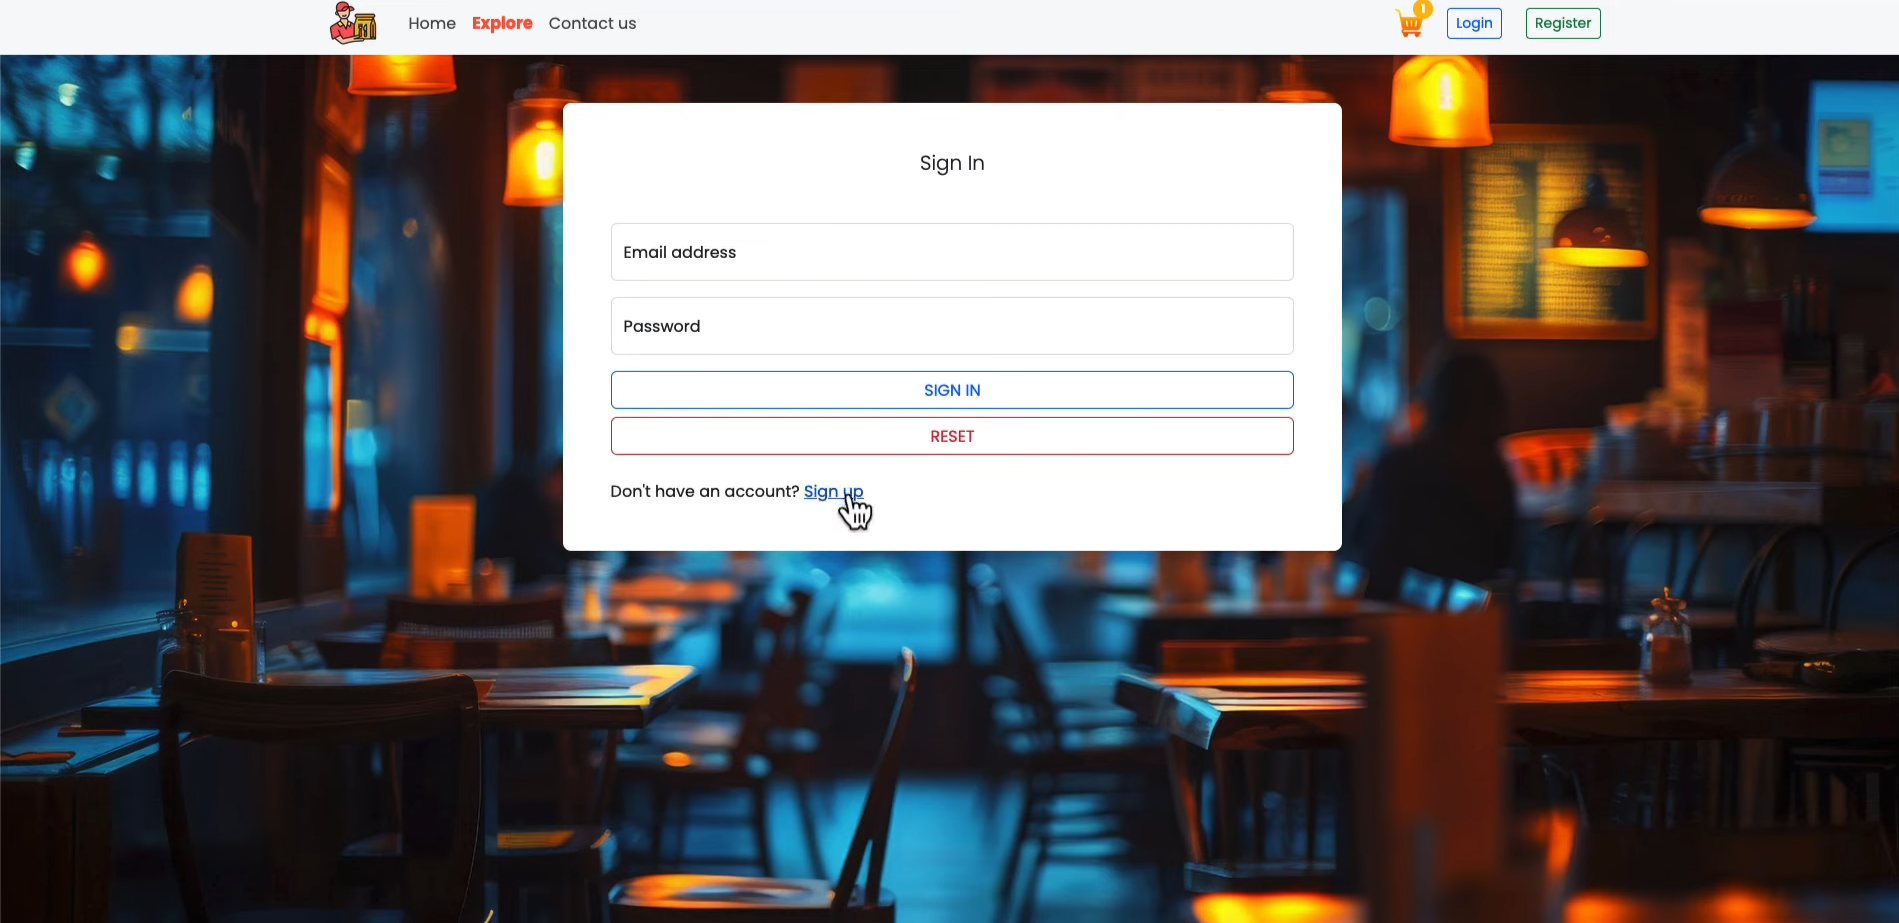 Home Explore Contact us 1 Login Register
Sign In
Email address
Password
SIGN IN
RESET
Don't have an account? Sign up